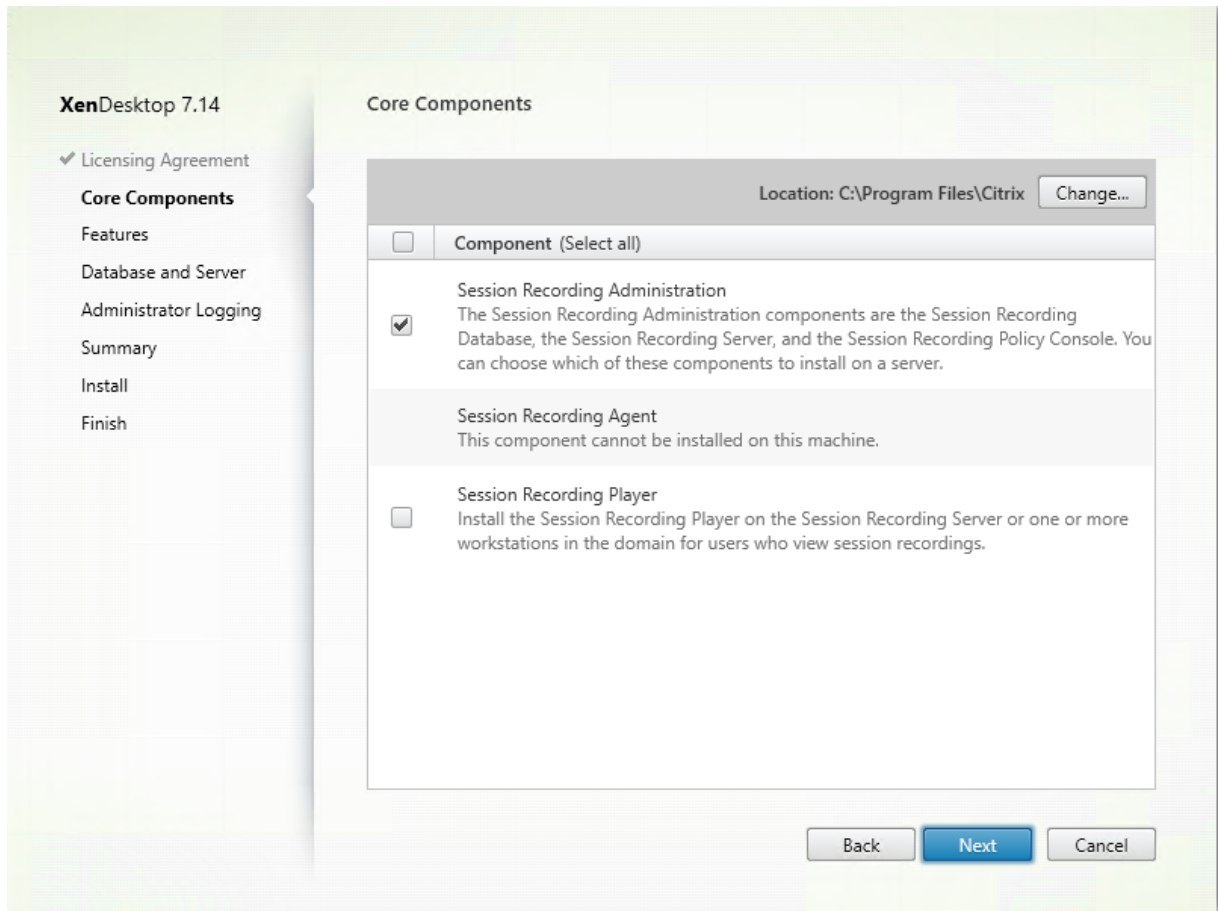 XenDesktop 7.14
Licensing Agreement
Core Components
Features
Database and Server
Administrator Logging
Summary
Install
Finish
Core Components
Location: C:\Program Files\Citrix
Change...
Component (Select all)
Session Recording Administration
The Session Recording Administration components are the Session Recording
Database, the Session Recording Server, and the Session Recording Policy Console. You
can choose which of these components to install on a server.
Session Recording Agent
This component cannot be installed on this machine.
Session Recording Player
Install the Session Recording Player on the Session Recording Server or one or more
workstations in the domain for users who view session recordings.
Back
Next
Cancel